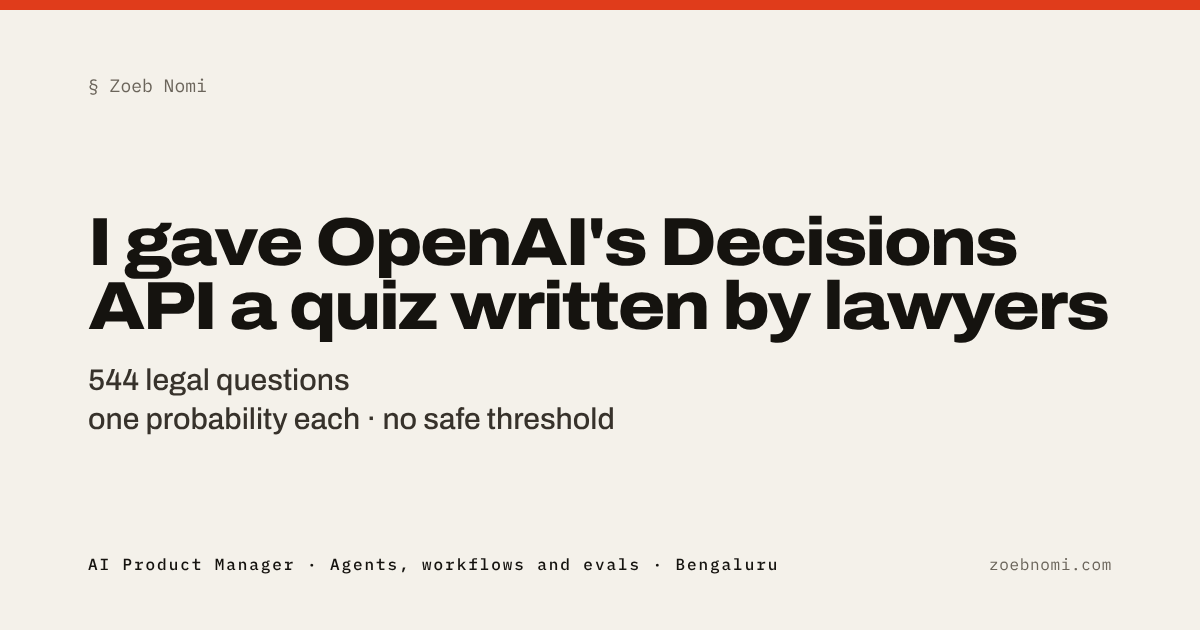 § Zoeb Nomi
I gave OpenAI's Decisions
API a quiz written by lawyers
544 legal questions
one probability each · no safe threshold
AI Product Manager · Agents, workflows and evals · Bengaluru
zoebnomi.com